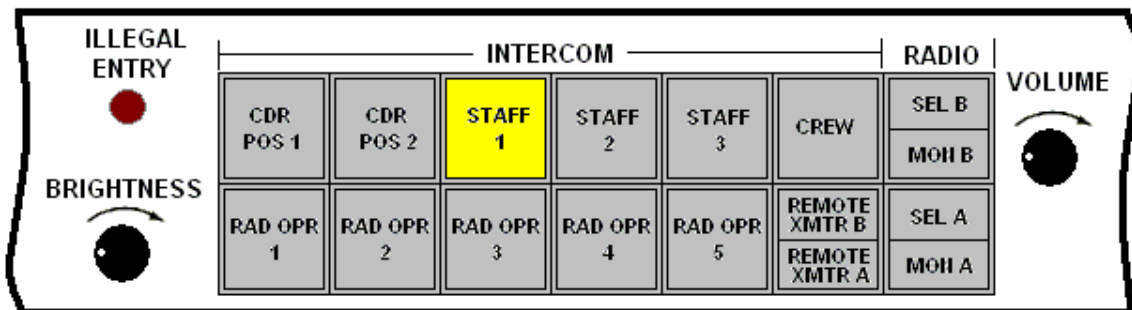 ILLEGAL
ENTRY
INTERCOM
RADIO
VOLUME
BRIGHTNESS
CDR
POS 1
CDR
POS 2
STAFF
1
STAFF
2
STAFF
3
CREW
SEL B
MON B
RAD OPR
1
RAD OPR
2
RAD OPR
3
RAD OPR
4
RAD OPR
5
REMOTE
XMTR B
REMOTE
XMTR A
SEL A
MON A